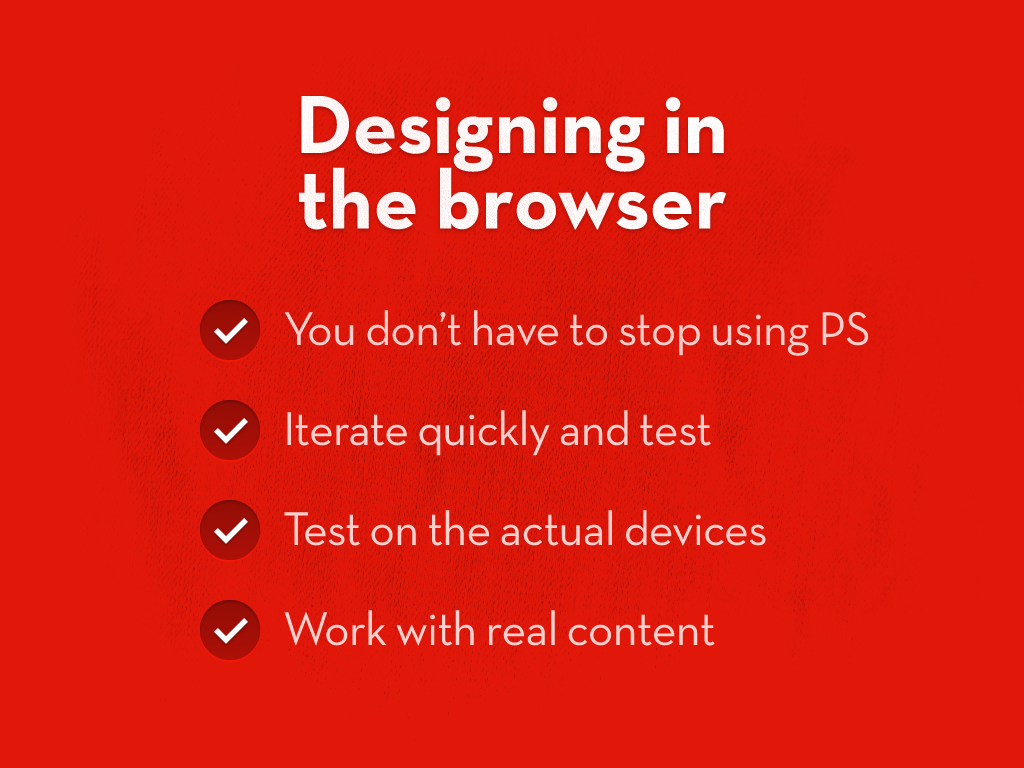 Designing in
the browser
You don’t have to stop using PS
Iterate quickly and test
Test on the actual devices
Work with real content